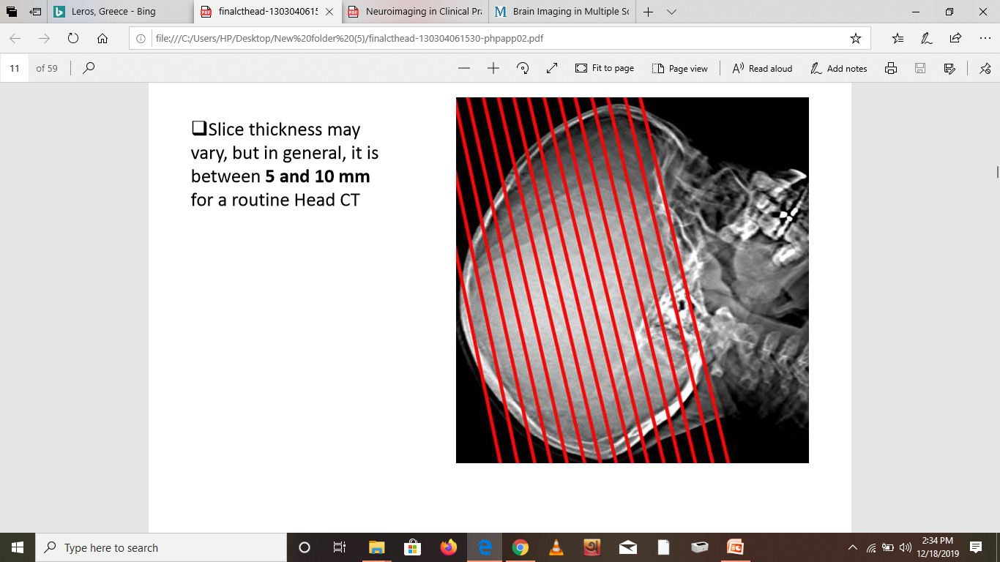 Leros, Greece - Bing
finalcthead-1303040615
Neuroimaging in Clinical Pra
Brain Imaging in Multiple Sc
file:///C:/Users/HP/Desktop/New%20folder%20(5)/finalcthead-130304061530-phpapp02.pdf
11 of 59 Fit to page Page view Read aloud Add notes
❑Slice thickness may
vary, but in general, it is
between 5 and 10 mm
for a routine Head CT
Type here to search
2:34 PM
12/18/2019